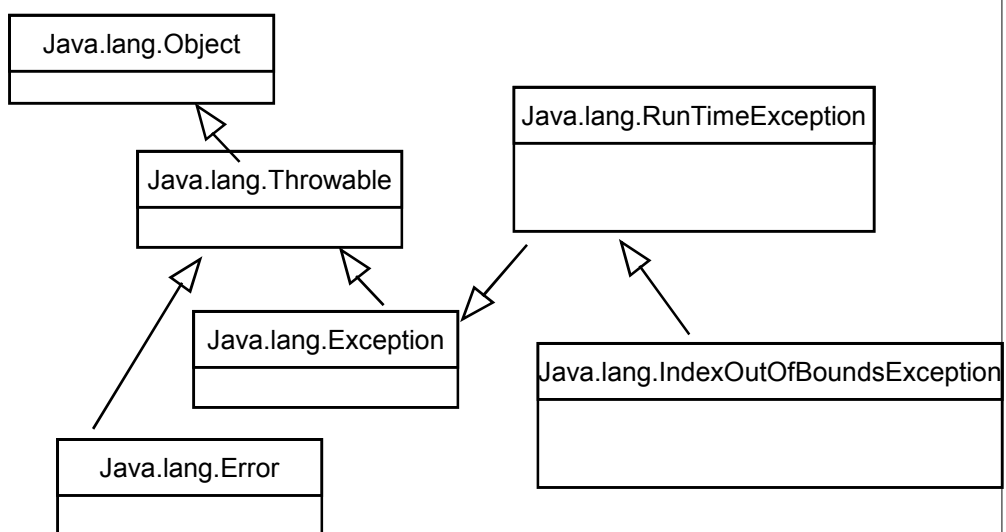 Java.lang.Object
Java.lang.RunTimeException
Java.lang.Throwable
Java.lang.Exception
Java.lang.IndexOutOfBoundsException
Java.lang.Error